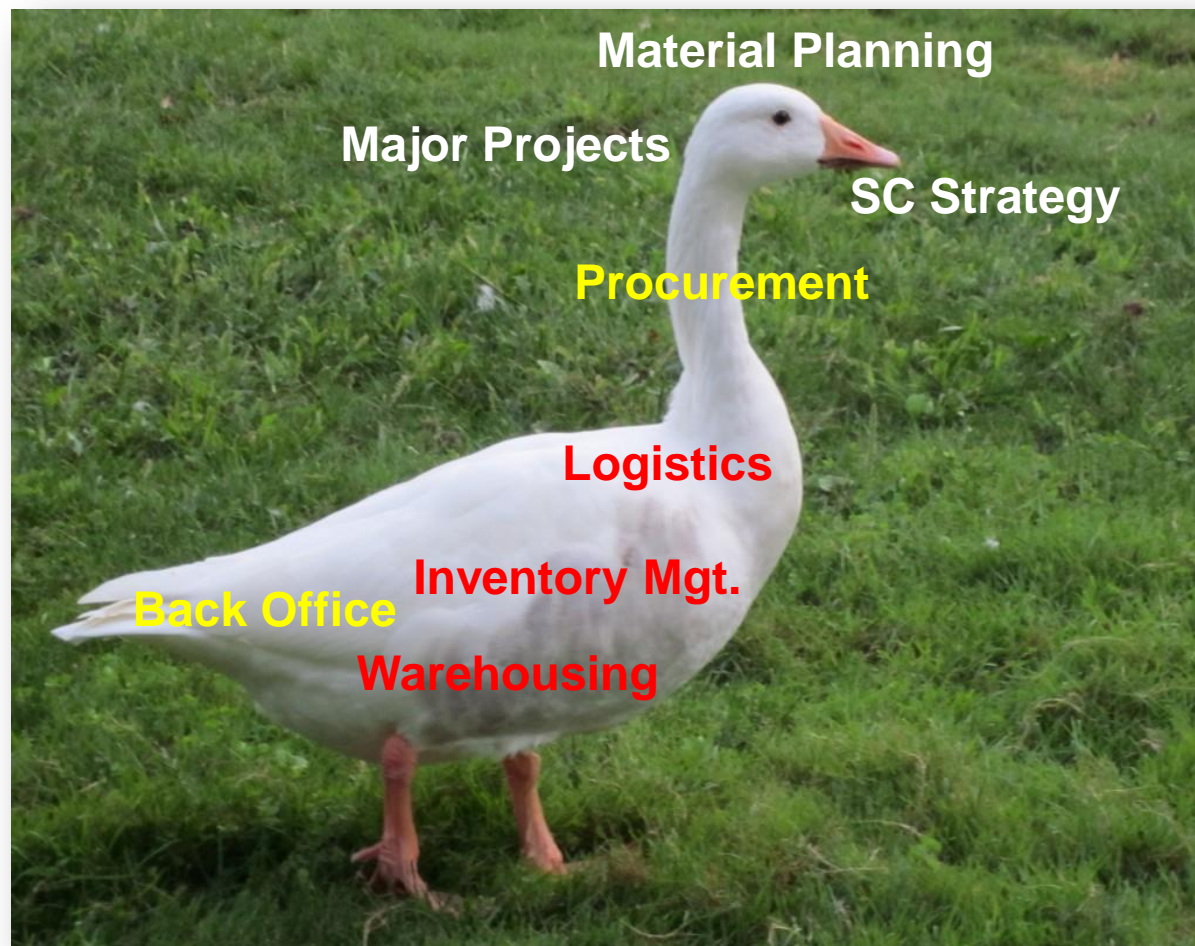 Material Planning
Major Projects
SC Strategy
Procurement
Logistics
Inventory Mgt.
Back Office
Warehousing